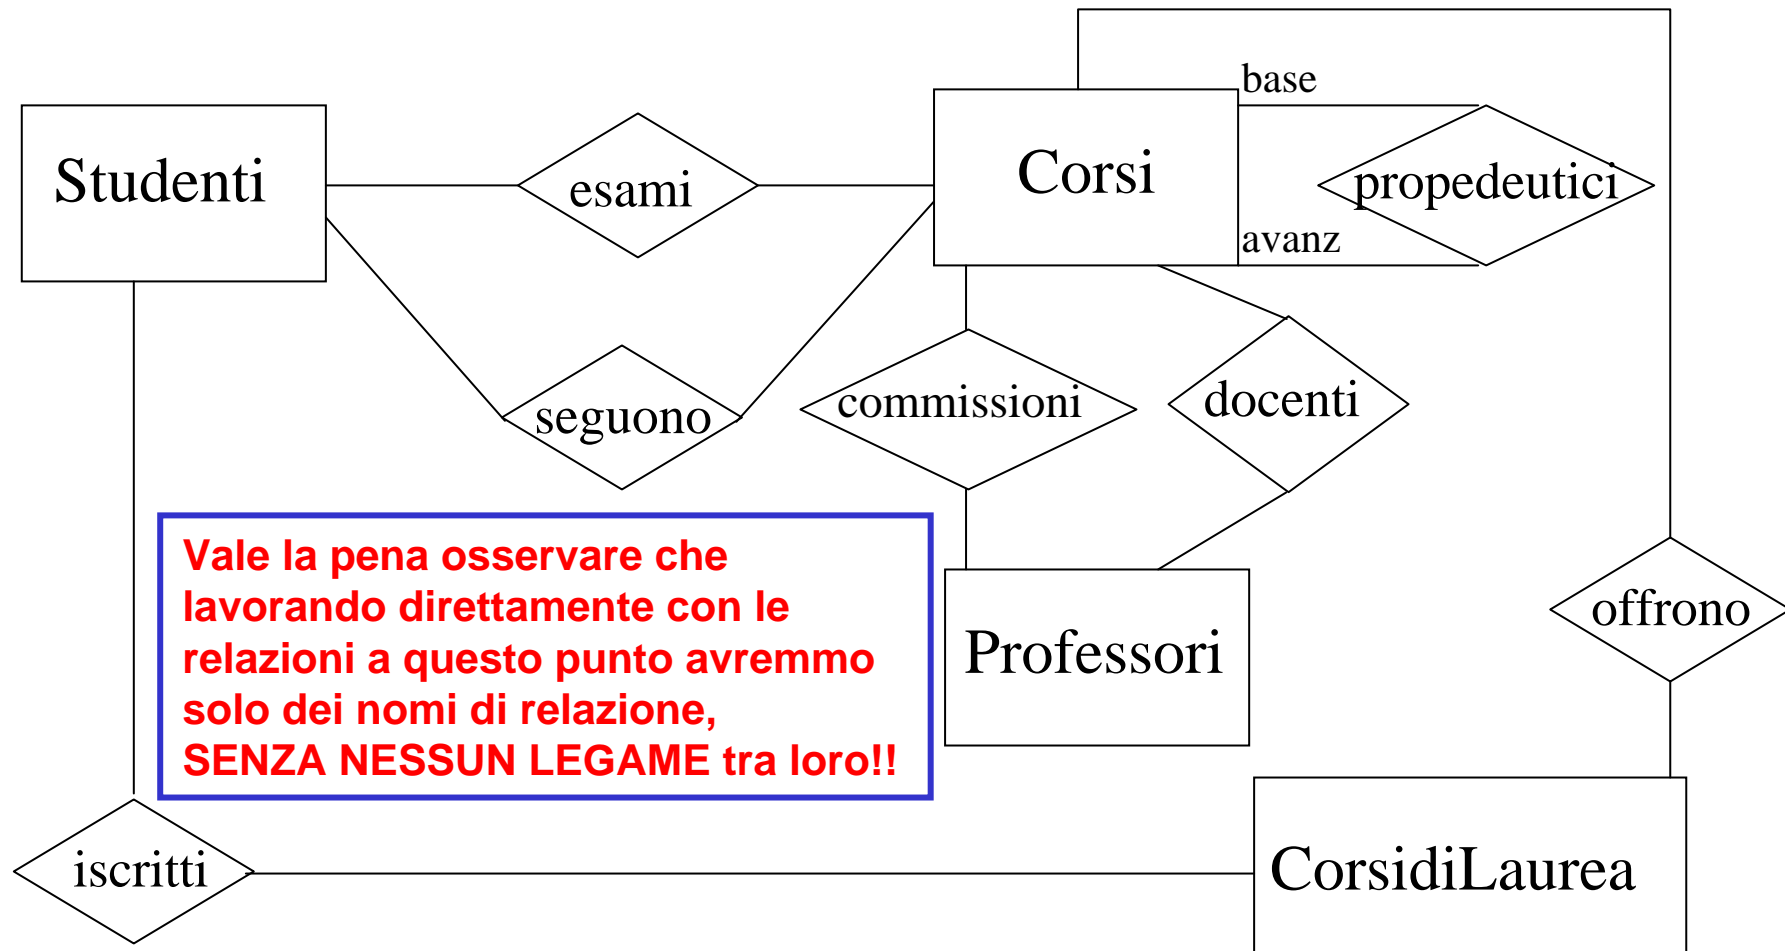 base
Studenti
esami
Corsi
propedeutici
avanz
seguono
commissioni
docenti
Vale la pena osservare che
lavorando direttamente con le
relazioni a questo punto avremmo
solo dei nomi di relazione,
SENZA NESSUN LEGAME tra loro!!
Professori
offrono
iscritti
CorsidiLaurea